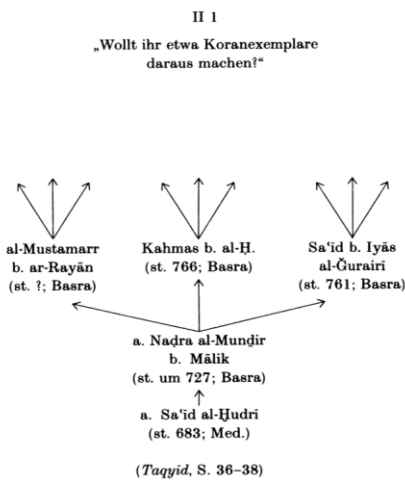 II 1
„Wollt ihr etwa Koranexemplare
daraus machen?“
al-Mustamarr
b. ar-Rayān
(st. ?; Basra)
Kahmas b. al-Ḥ.
(st. 766; Basra)
Saʿīd b. Iyās
al-Ǧurairī
(st. 761; Basra)
a. Naḍra al-Munḏir
b. Mālik
(st. um 727; Basra)
a. Saʿīd al-Ḫudrī
(st. 683; Med.)
(Taqyīd, S. 36–38)